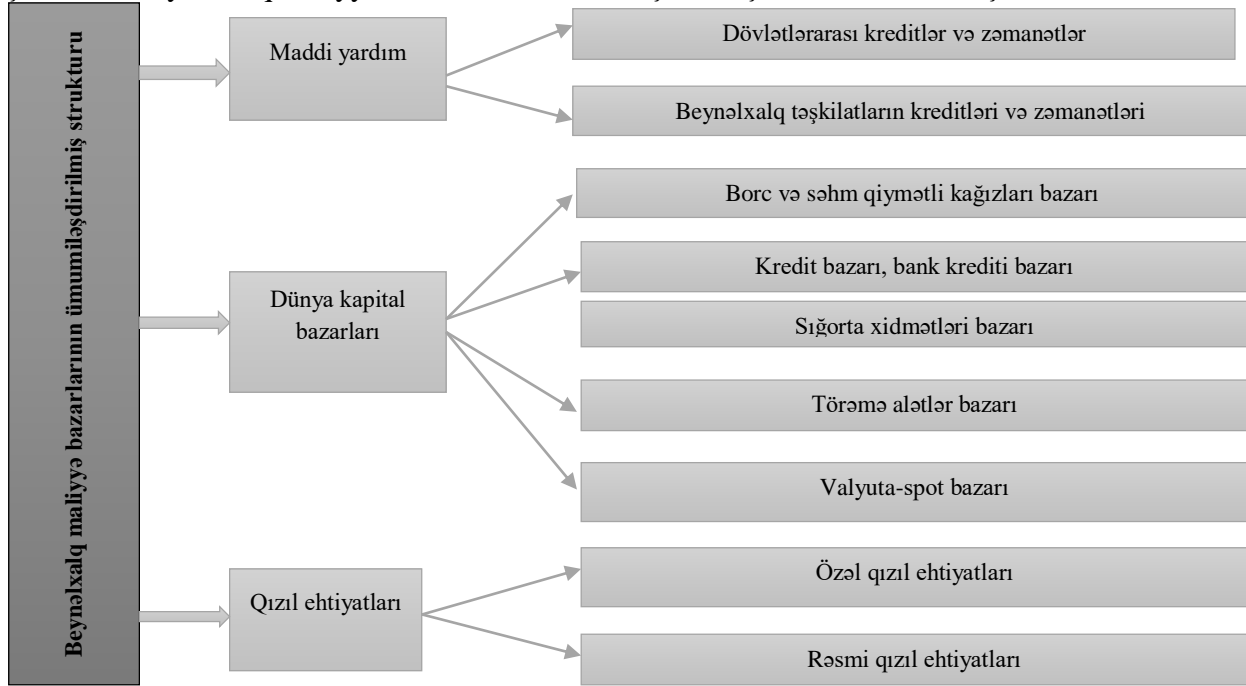 Beynəlxalq maliyyə bazarlarının ümumiləşdirilmiş strukturu
Maddi yardım
Dövlətlərarası kreditlər və zəmanətlər
Beynəlxalq təşkilatların kreditləri və zəmanətləri
Dünya kapital
bazarları
Borc və səhm qiymətli kağızları bazarı
Kredit bazarı, bank krediti bazarı
Sığorta xidmətləri bazarı
Törəmə alətlər bazarı
Valyuta-spot bazarı
Qızıl ehtiyatları
Özəl qızıl ehtiyatları
Rəsmi qızıl ehtiyatları